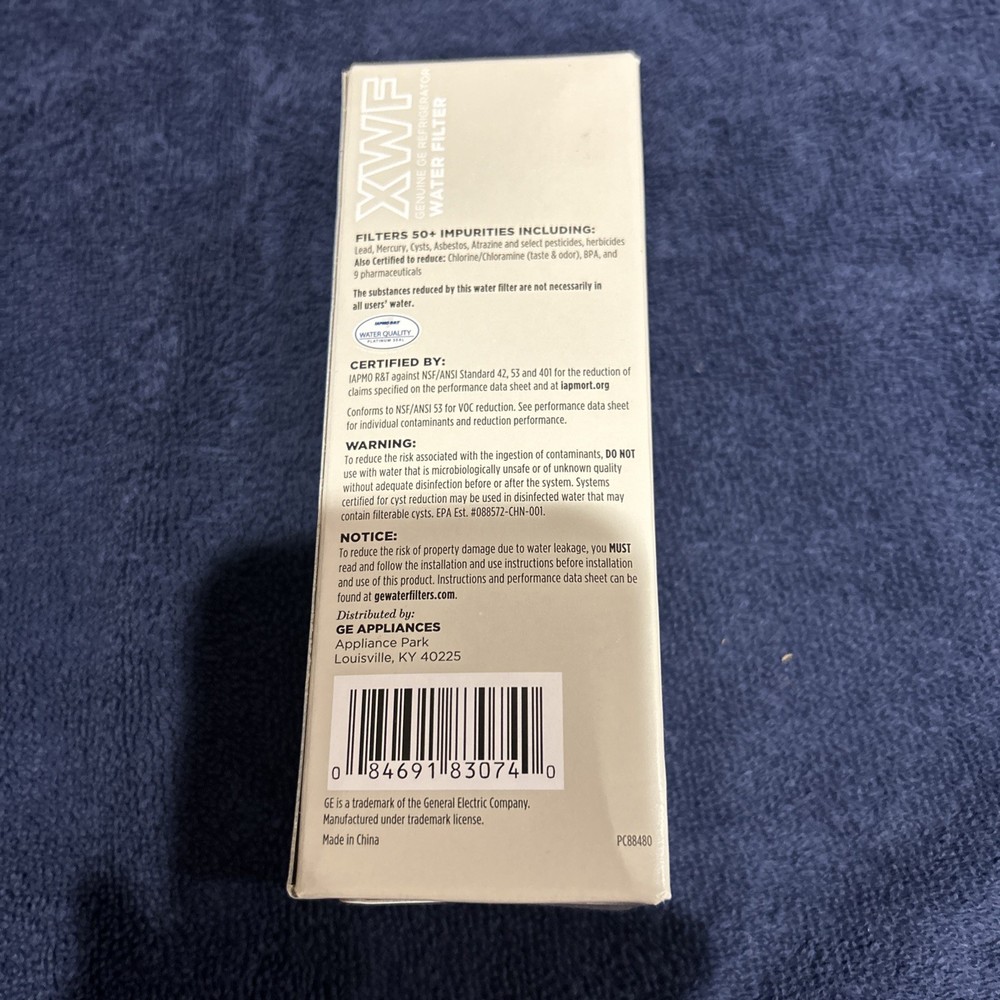 XWF
GENUINE GE REFRIGERATOR
WATER FILTER
FILTERS 50+ IMPURITIES INCLUDING:
Lead, Mercury, Cysts, Asbestos, Atrazine and select pesticides, herbicides
Also Certified to reduce: Chlorine/Chloramine (taste & odor), BPA, and
9 pharmaceuticals
The substances reduced by this water filter are not necessarily in
all users' water.
IAPMO R&T
WATER QUALITY
PLATINUM SEAL
CERTIFIED BY:
IAPMO R&T against NSF/ANSI Standard 42, 53 and 401 for the reduction of
claims specified on the performance data sheet and at iapmort.org
Conforms to NSF/ANSI 53 for VOC reduction. See performance data sheet
for individual contaminants and reduction performance.
WARNING:
To reduce the risk associated with the ingestion of contaminants, DO NOT
use with water that is microbiologically unsafe or of unknown quality
without adequate disinfection before or after the system. Systems
certified for cyst reduction may be used in disinfected water that may
contain filterable cysts. EPA Est. #088572-CHN-001.
NOTICE:
To reduce the risk of property damage due to water leakage, you MUST
read and follow the installation and use instructions before installation
and use of this product. Instructions and performance data sheet can be
found at gewaterfilters.com.
Distributed by:
GE APPLIANCES
Appliance Park
Louisville, KY 40225
0 84691 83074 0
GE is a trademark of the General Electric Company.
Manufactured under trademark license.
Made in China
PC88480